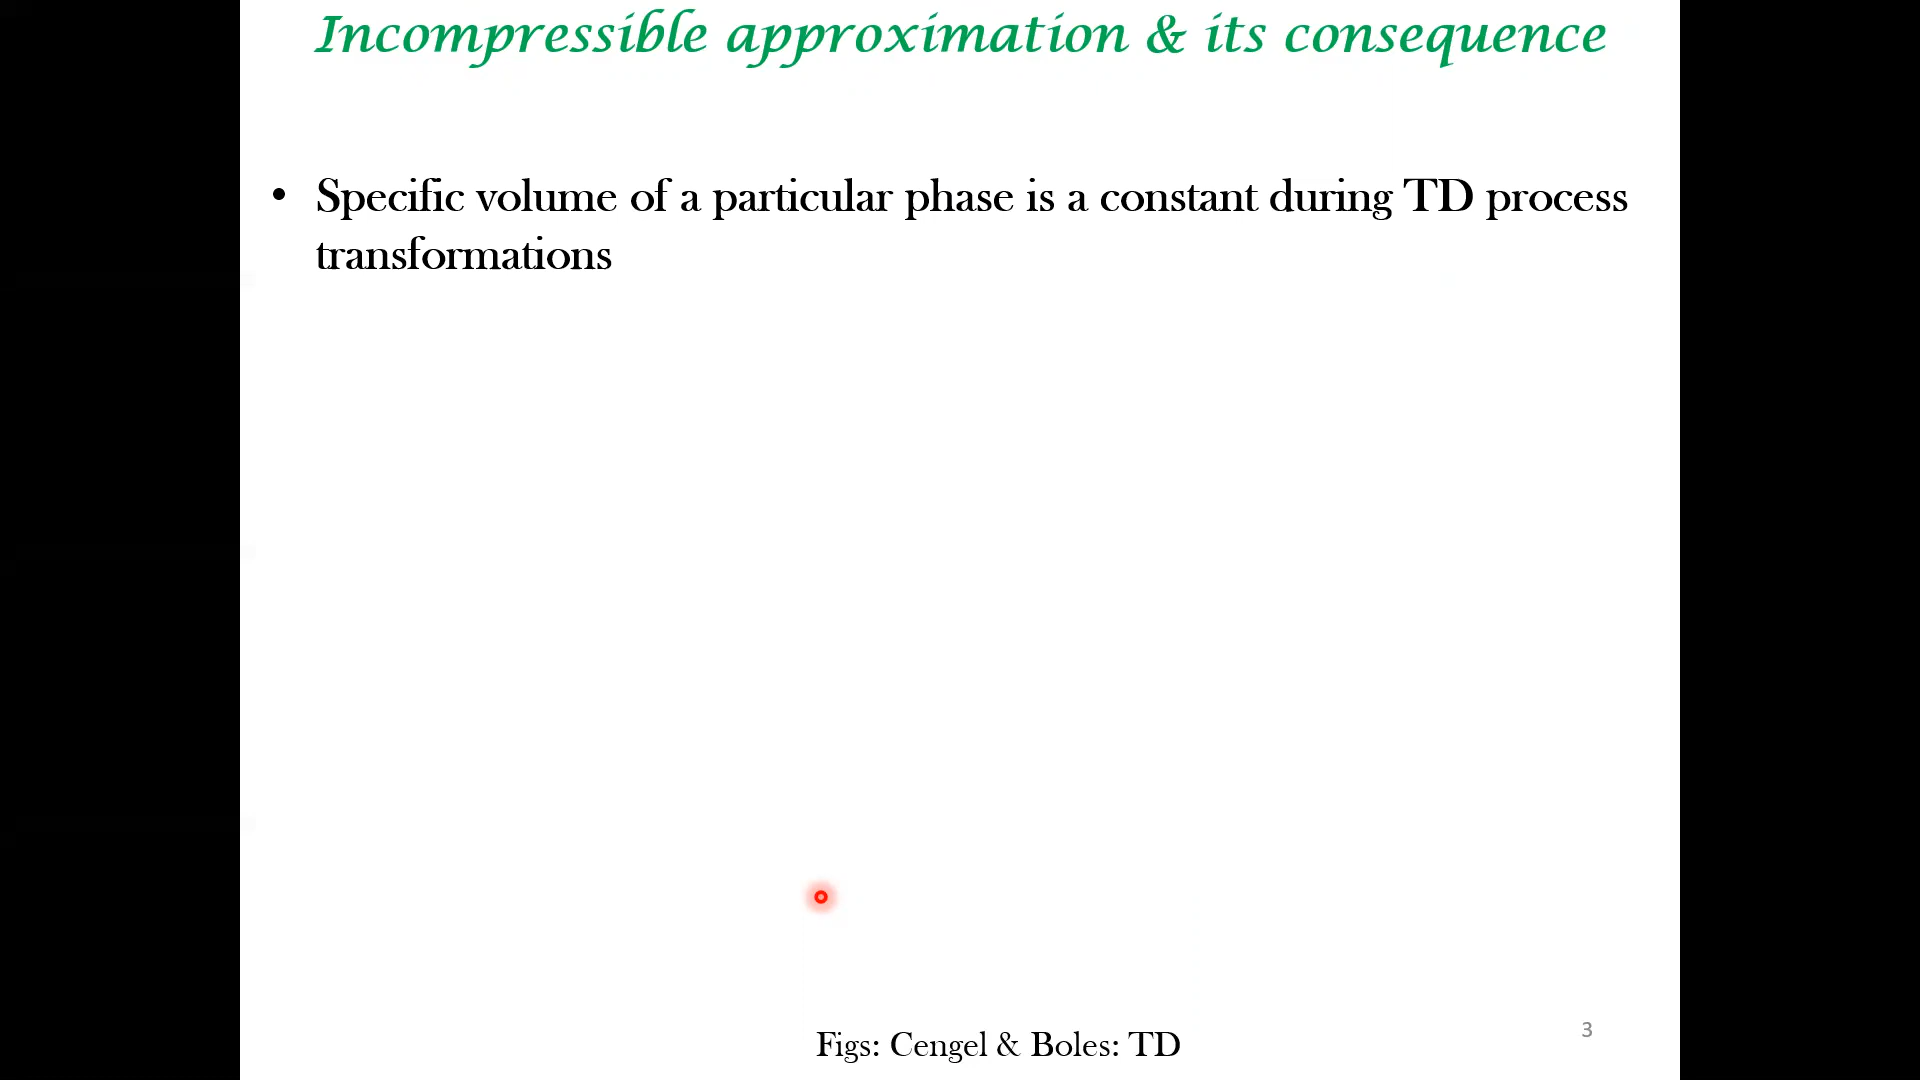 Incompressible approximation & its consequence
• Specific volume of a particular phase is a constant during TD process
transformations
Figs: Cengel & Boles: TD
3